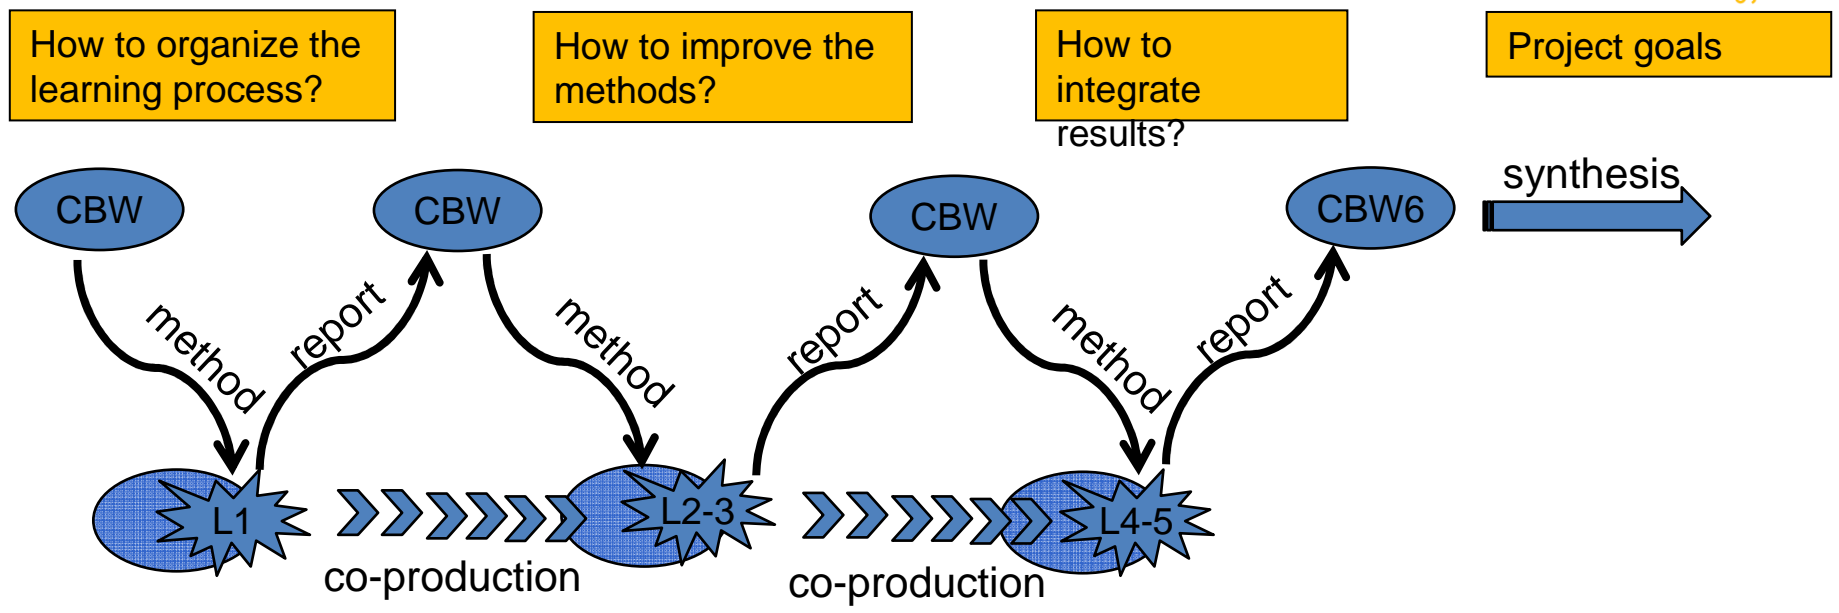 How to organize the
learning process?
How to improve the
methods?
How to
integrate
results?
Project goals
CBW
CBW
CBW
CBW6
synthesis
method
report
method
report
method
report
L1
L2-3
L4-5
co-production
co-production